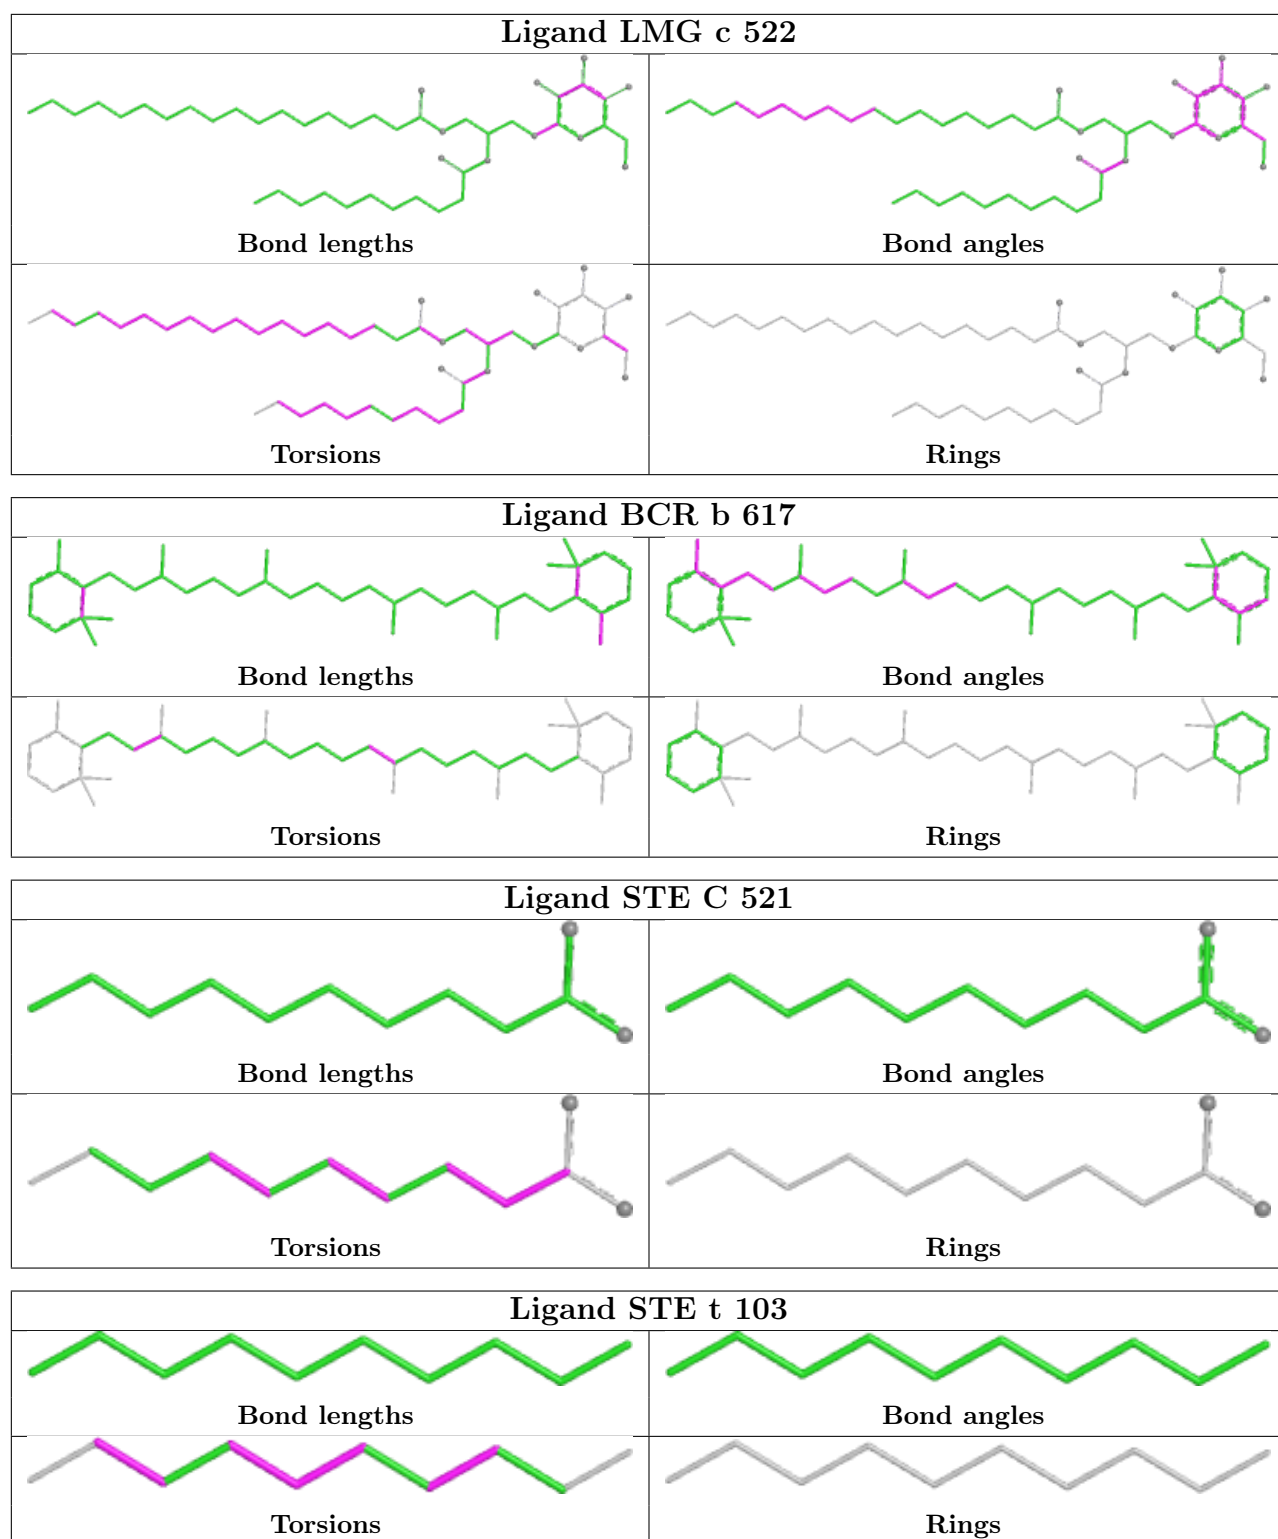 Ligand LMG c 522
Bond lengths
Bond angles
Torsions
Rings
Ligand BCR b 617
Bond lengths
Bond angles
Torsions
Rings
Ligand STE C 521
Bond lengths
Bond angles
Torsions
Rings
Ligand STE t 103
Bond lengths
Bond angles
Torsions
Rings